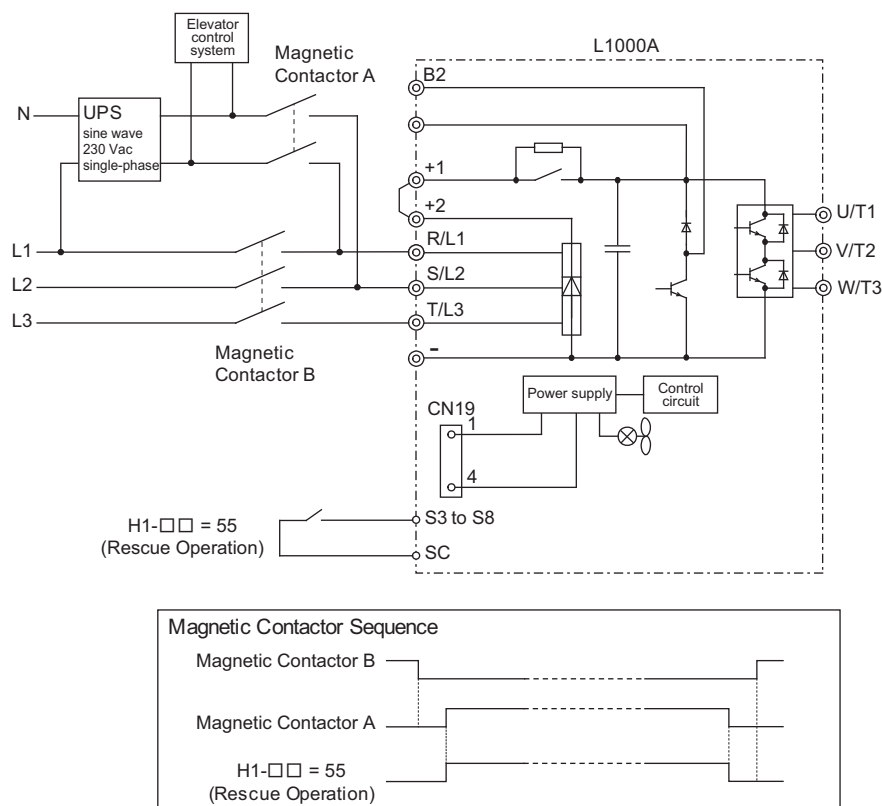 Elevator
control
system
Magnetic
Contactor A
L1000A
N
UPS
sine wave
230 Vac
single-phase
B2
+1
+2
L1
R/L1
L2
S/L2
L3
T/L3
-
U/T1
V/T2
W/T3
Magnetic
Contactor B
Power supply
Control
circuit
CN19
1
4
H1-□□ = 55
(Rescue Operation)
S3 to S8
SC
Magnetic Contactor Sequence
Magnetic Contactor B
Magnetic Contactor A
H1-□□ = 55
(Rescue Operation)